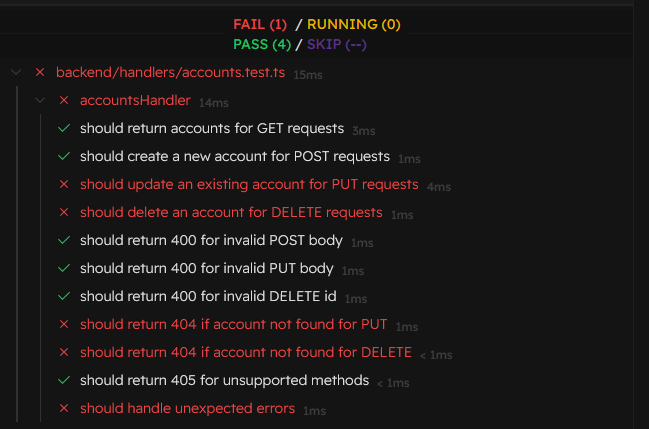 FAIL (1) / RUNNING (0)
PASS (4) / SKIP (--)
backend/handlers/accounts.test.ts 15ms
accountsHandler 14ms
should return accounts for GET requests 3ms
should create a new account for POST requests 1ms
should update an existing account for PUT requests 4ms
should delete an account for DELETE requests 1ms
should return 400 for invalid POST body 1ms
should return 400 for invalid PUT body 1ms
should return 400 for invalid DELETE id 1ms
should return 404 if account not found for PUT 1ms
should return 404 if account not found for DELETE < 1ms
should return 405 for unsupported methods < 1ms
should handle unexpected errors 1ms